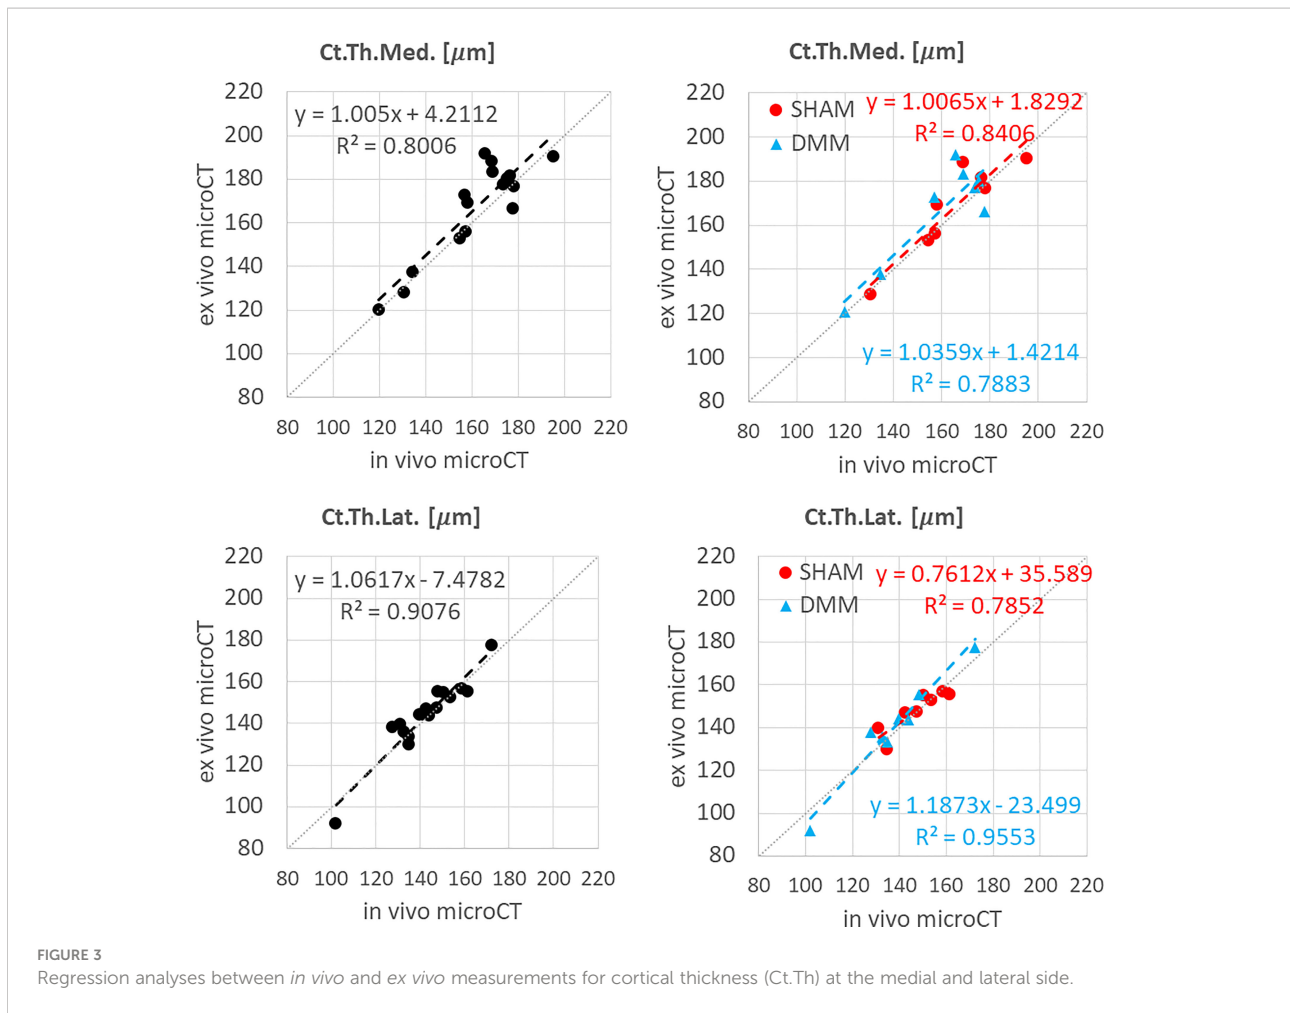 Ct.Th.Med. [μm]
y = 1.005x + 4.2112
R² = 0.8006
220
200
180
160
140
120
100
80
ex vivo microCT
80 100 120 140 160 180 200 220
in vivo microCT
Ct.Th.Med. [μm]
SHAM
DMM
y = 1.0065x + 1.8292
R² = 0.8406
y = 1.0359x + 1.4214
R² = 0.7883
220
200
180
160
140
120
100
80
ex vivo microCT
80 100 120 140 160 180 200 220
in vivo microCT
Ct.Th.Lat. [μm]
y = 1.0617x - 7.4782
R² = 0.9076
220
200
180
160
140
120
100
80
ex vivo microCT
80 100 120 140 160 180 200 220
in vivo microCT
Ct.Th.Lat. [μm]
SHAM
DMM
y = 0.7612x + 35.589
R² = 0.7852
y = 1.1873x - 23.499
R² = 0.9553
220
200
180
160
140
120
100
80
ex vivo microCT
80 100 120 140 160 180 200 220
in vivo microCT
FIGURE 3
Regression analyses between in vivo and ex vivo measurements for cortical thickness (Ct.Th) at the medial and lateral side.